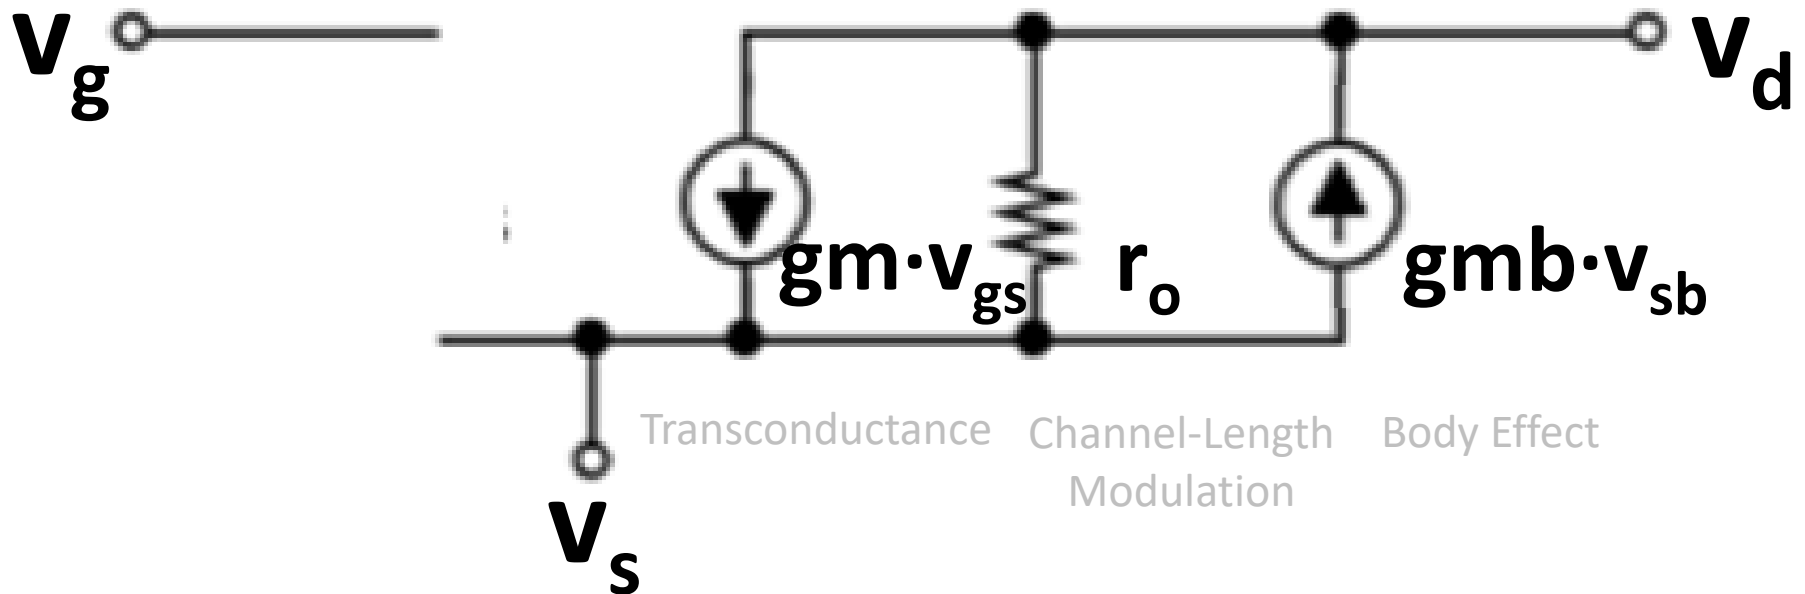 vg
vd
gm·vgs
ro
gmb·vsb
Transconductance
Channel-Length
Modulation
Body Effect
vs